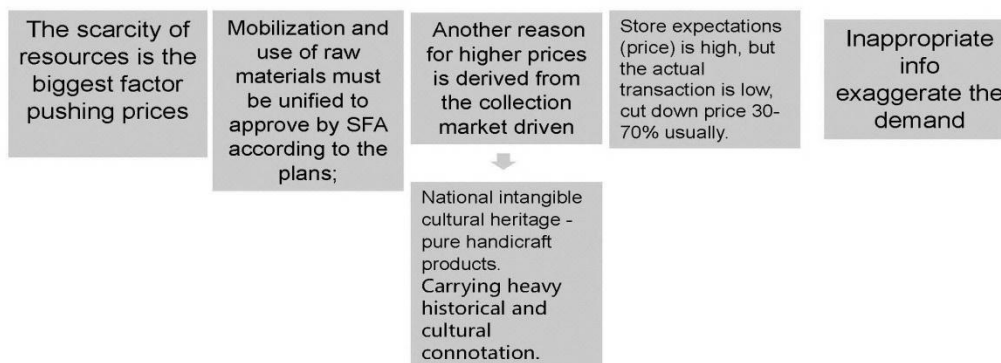 The scarcity of
resources is the
biggest factor
pushing prices
Mobilization and
use of raw
materials must
be unified to
approve by SFA
according to the
plans;
Another reason
for higher prices
is derived from
the collection
market driven
Store expectations
(price) is high, but
the actual
transaction is low,
cut down price 30-
70% usually.
Inappropriate
info
exaggerate the
demand
National intangible
cultural heritage -
pure handicraft
products.
Carrying heavy
historical and
cultural
connotation.